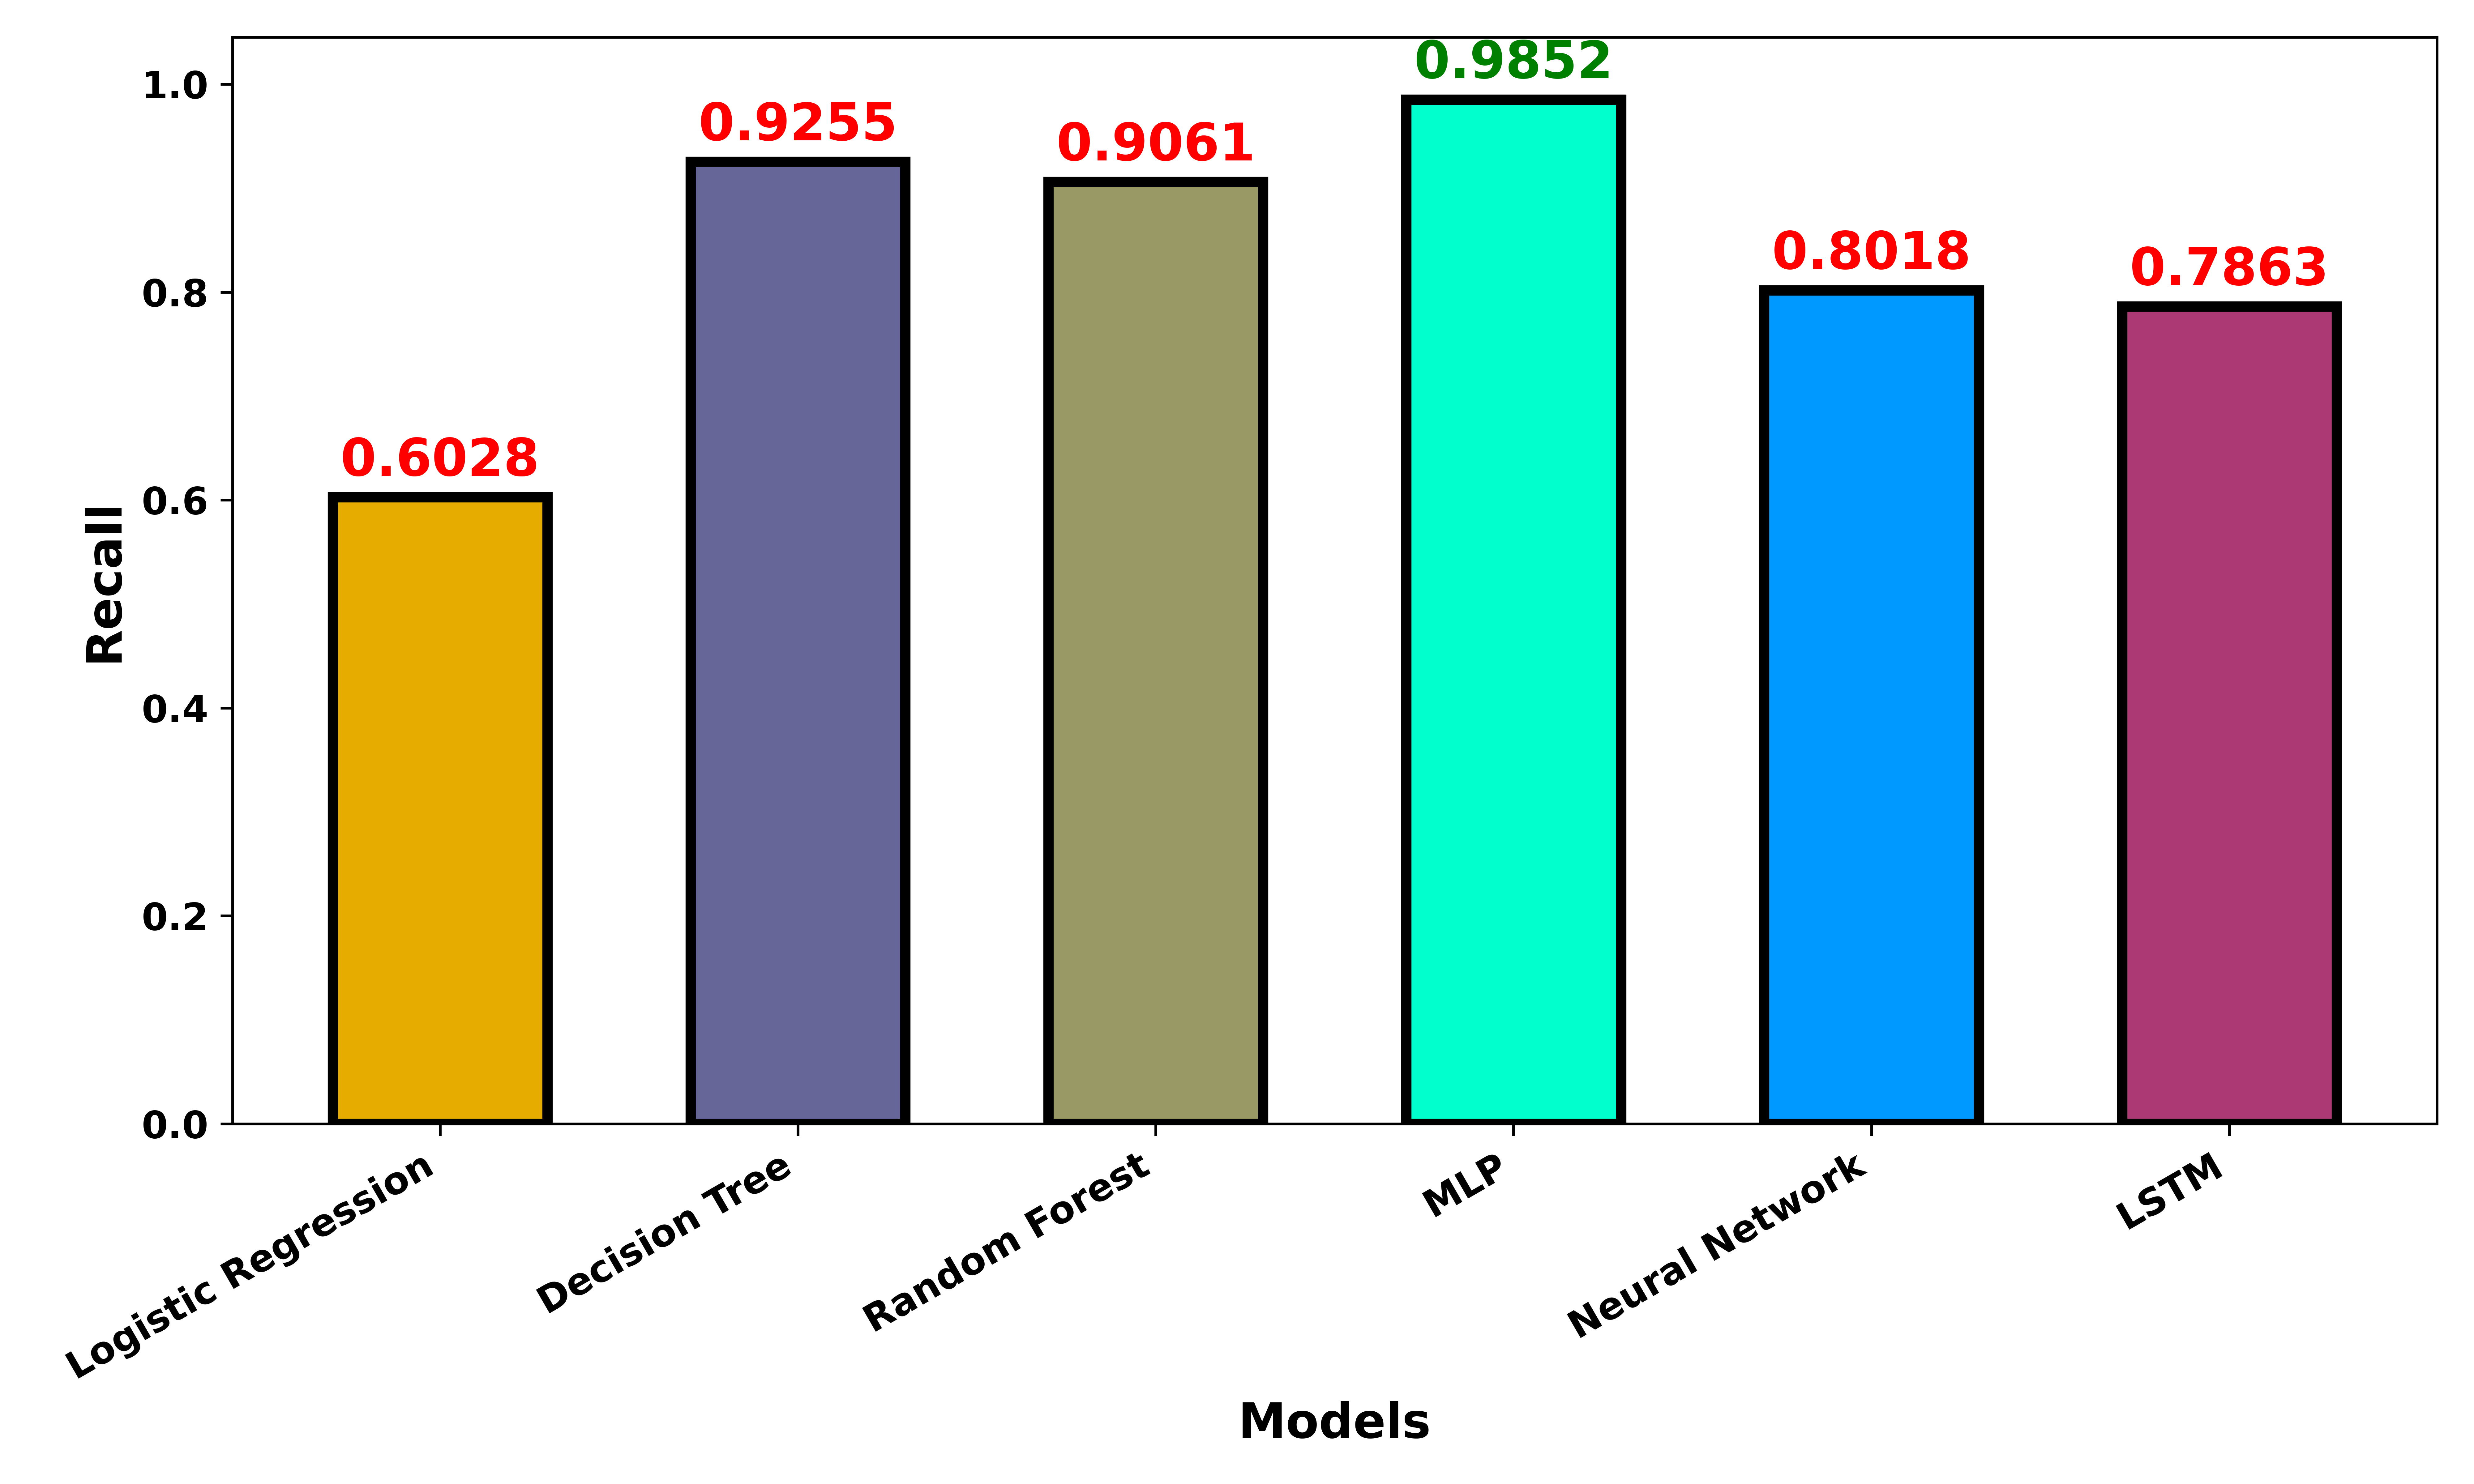 0.9852
1.0
0.9255
0.9061
0.8018
0.7863
0.8
0.6028
0.6
Recall
0.4
0.2
0.0
Logistic Regression
Decision Tree
Random Forest
MLP
Neural Network
LSTM
Models